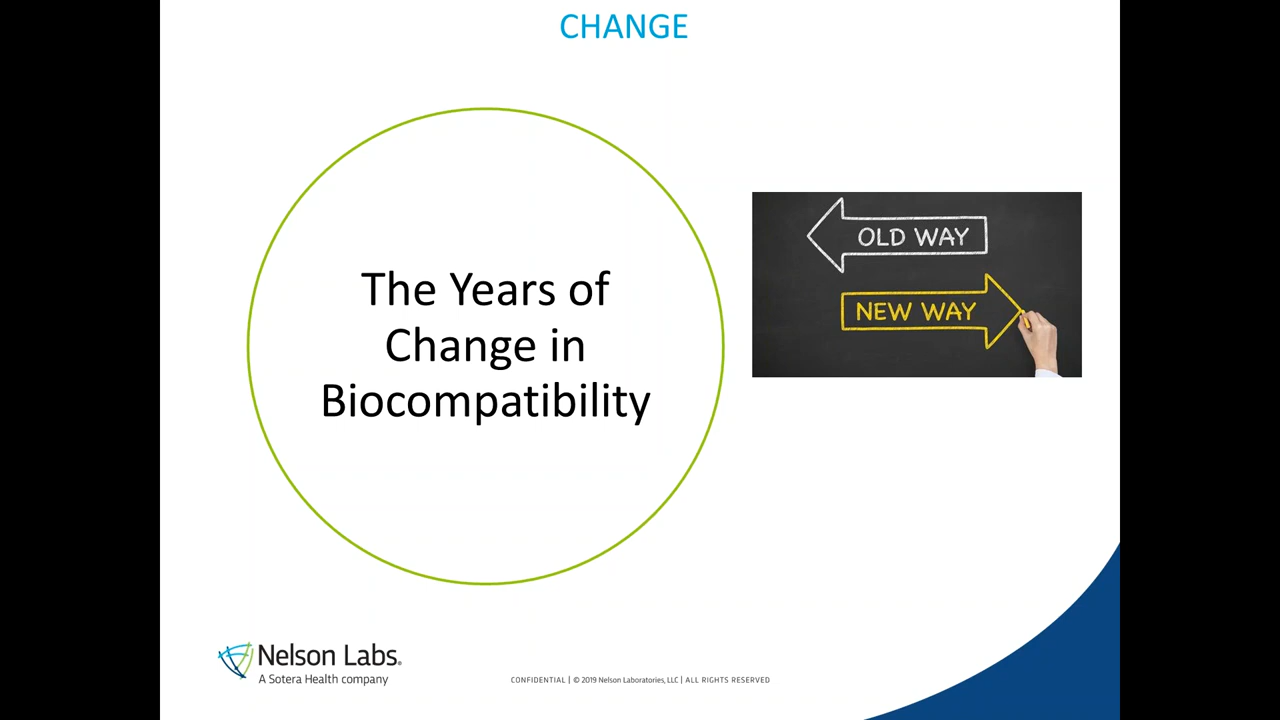 CHANGE
The Years of
Change in
Biocompatibility
OLD WAY
NEW WAY
Nelson Labs.
A Sotera Health company
CONFIDENTIAL | © 2019 Nelson Laboratories, LLC | ALL RIGHTS RESERVED